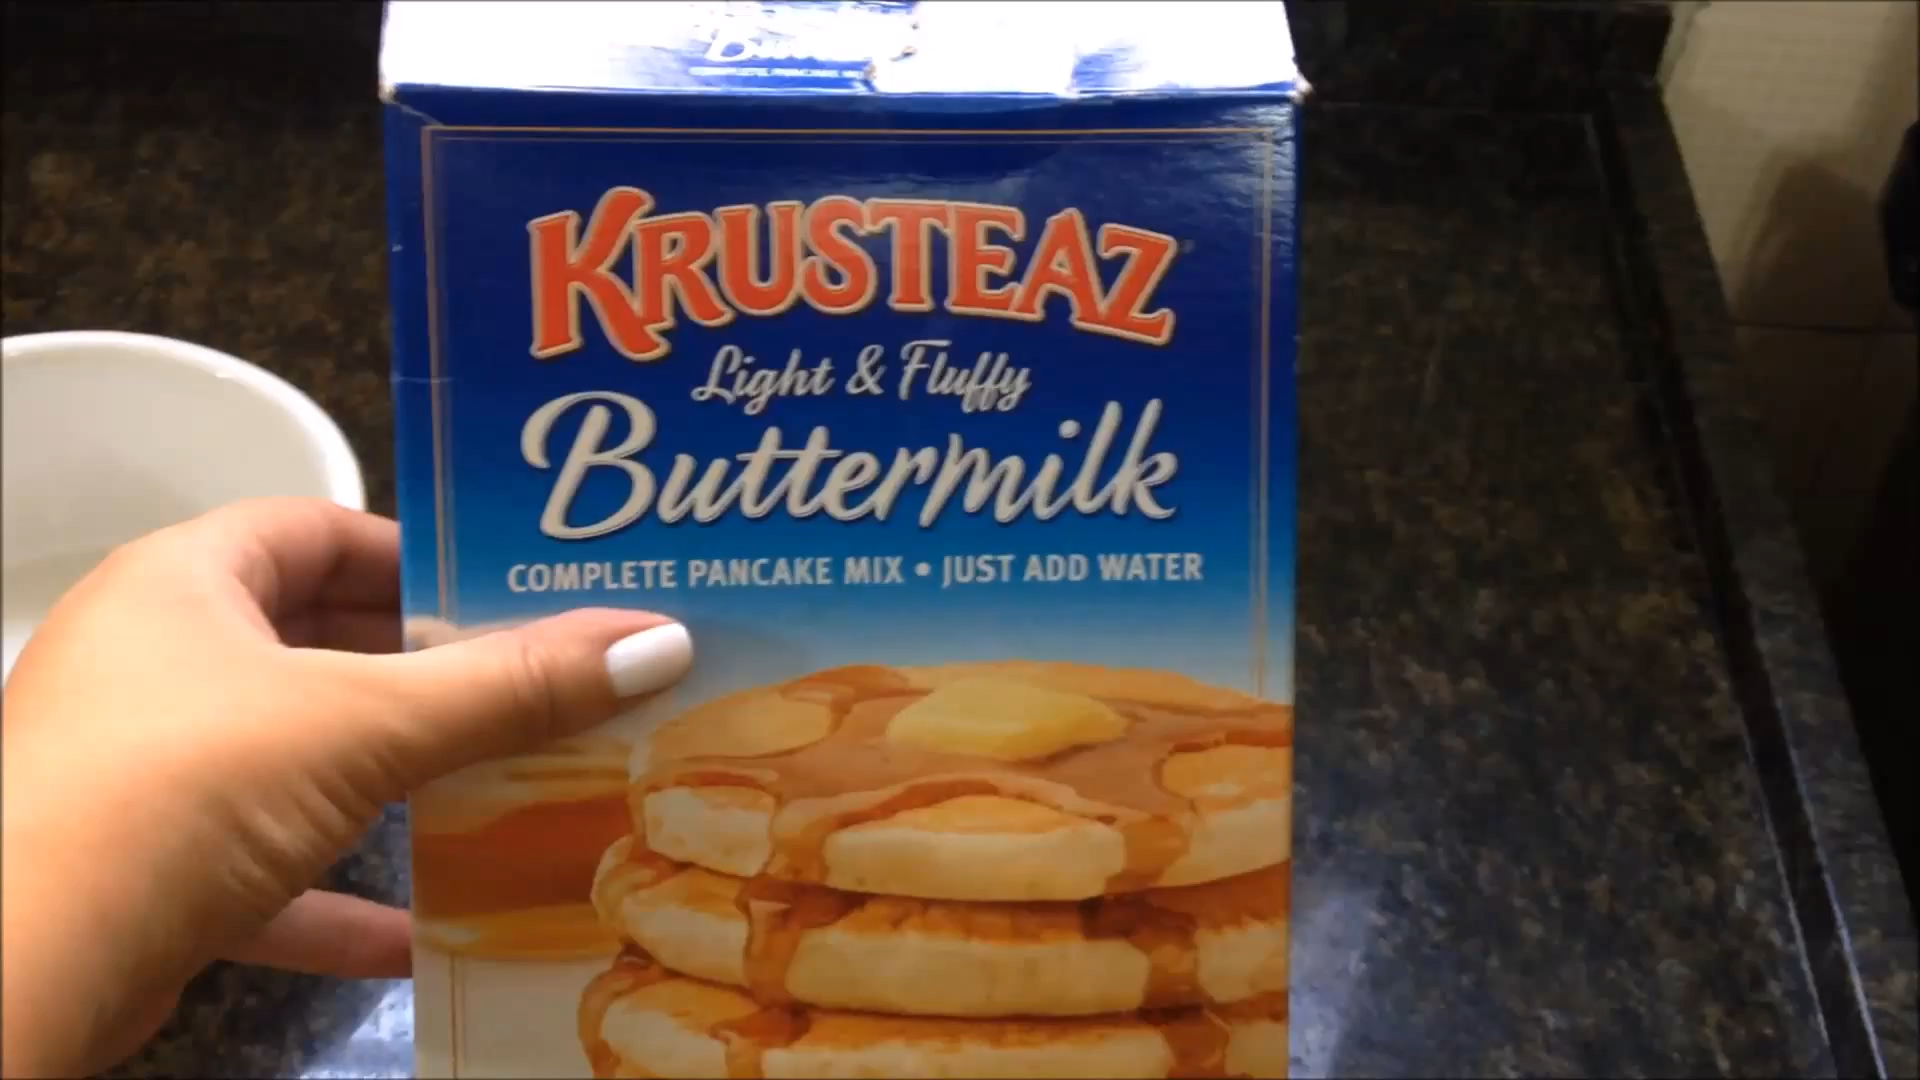 KRUSTEAZ
Light & Fluffy
Buttermilk
COMPLETE PANCAKE MIX • JUST ADD WATER